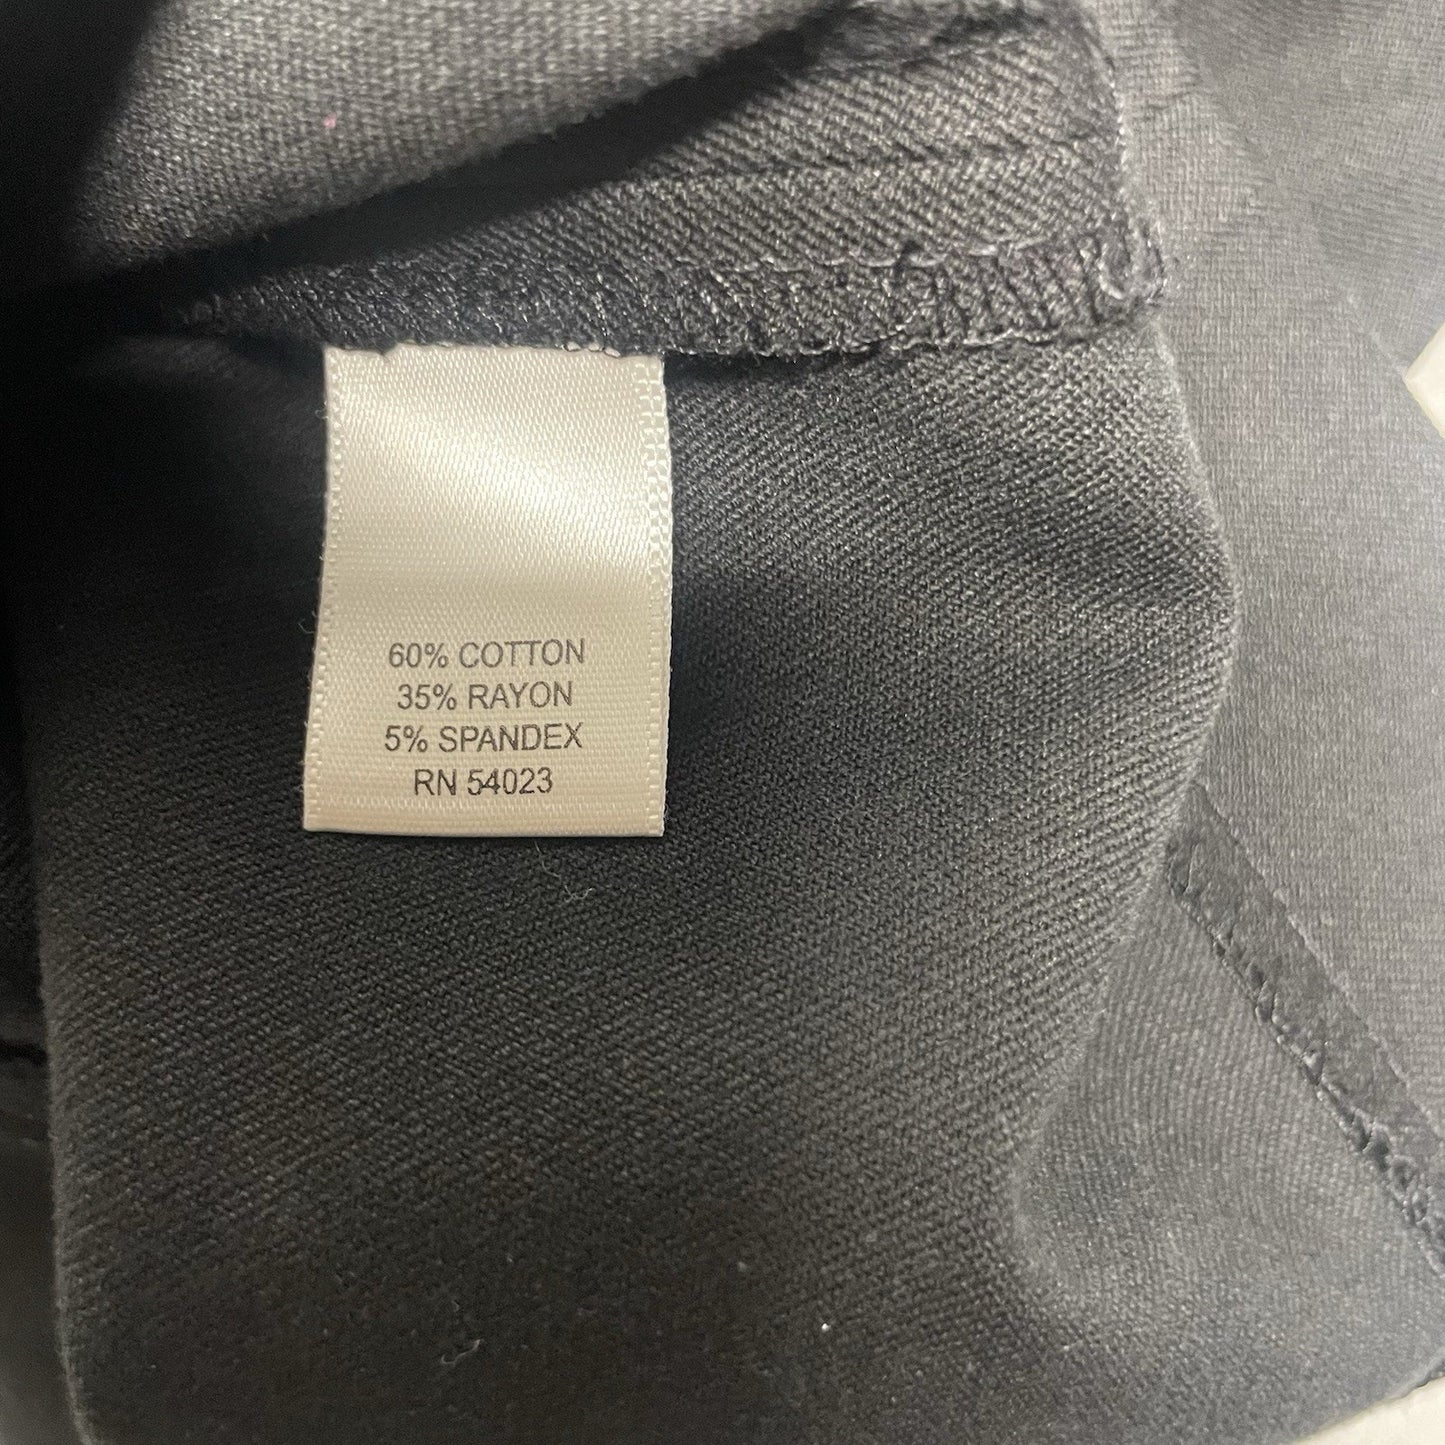 60% COTTON
35% RAYON
5% SPANDEX
RN 54023